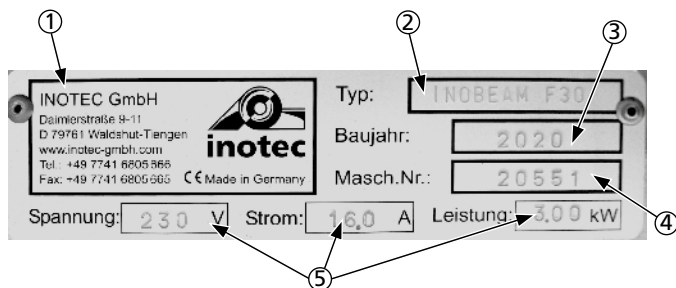 ① ② ③
INOTEC GmbH
Daimlerstraße 9-11
D 79761 Waldshut-Tiengen
www.inotec-gmbh.com
Tel.: +49 7741 6805 666
Fax: +49 7741 6805 665 CE Made in Germany
inotec
Typ: INOBEAM F30
Baujahr: 2020
Masch.Nr.: 20551
④
Spannung: 230 V Strom: 16.0 A Leistung: 3.00 kW
⑤